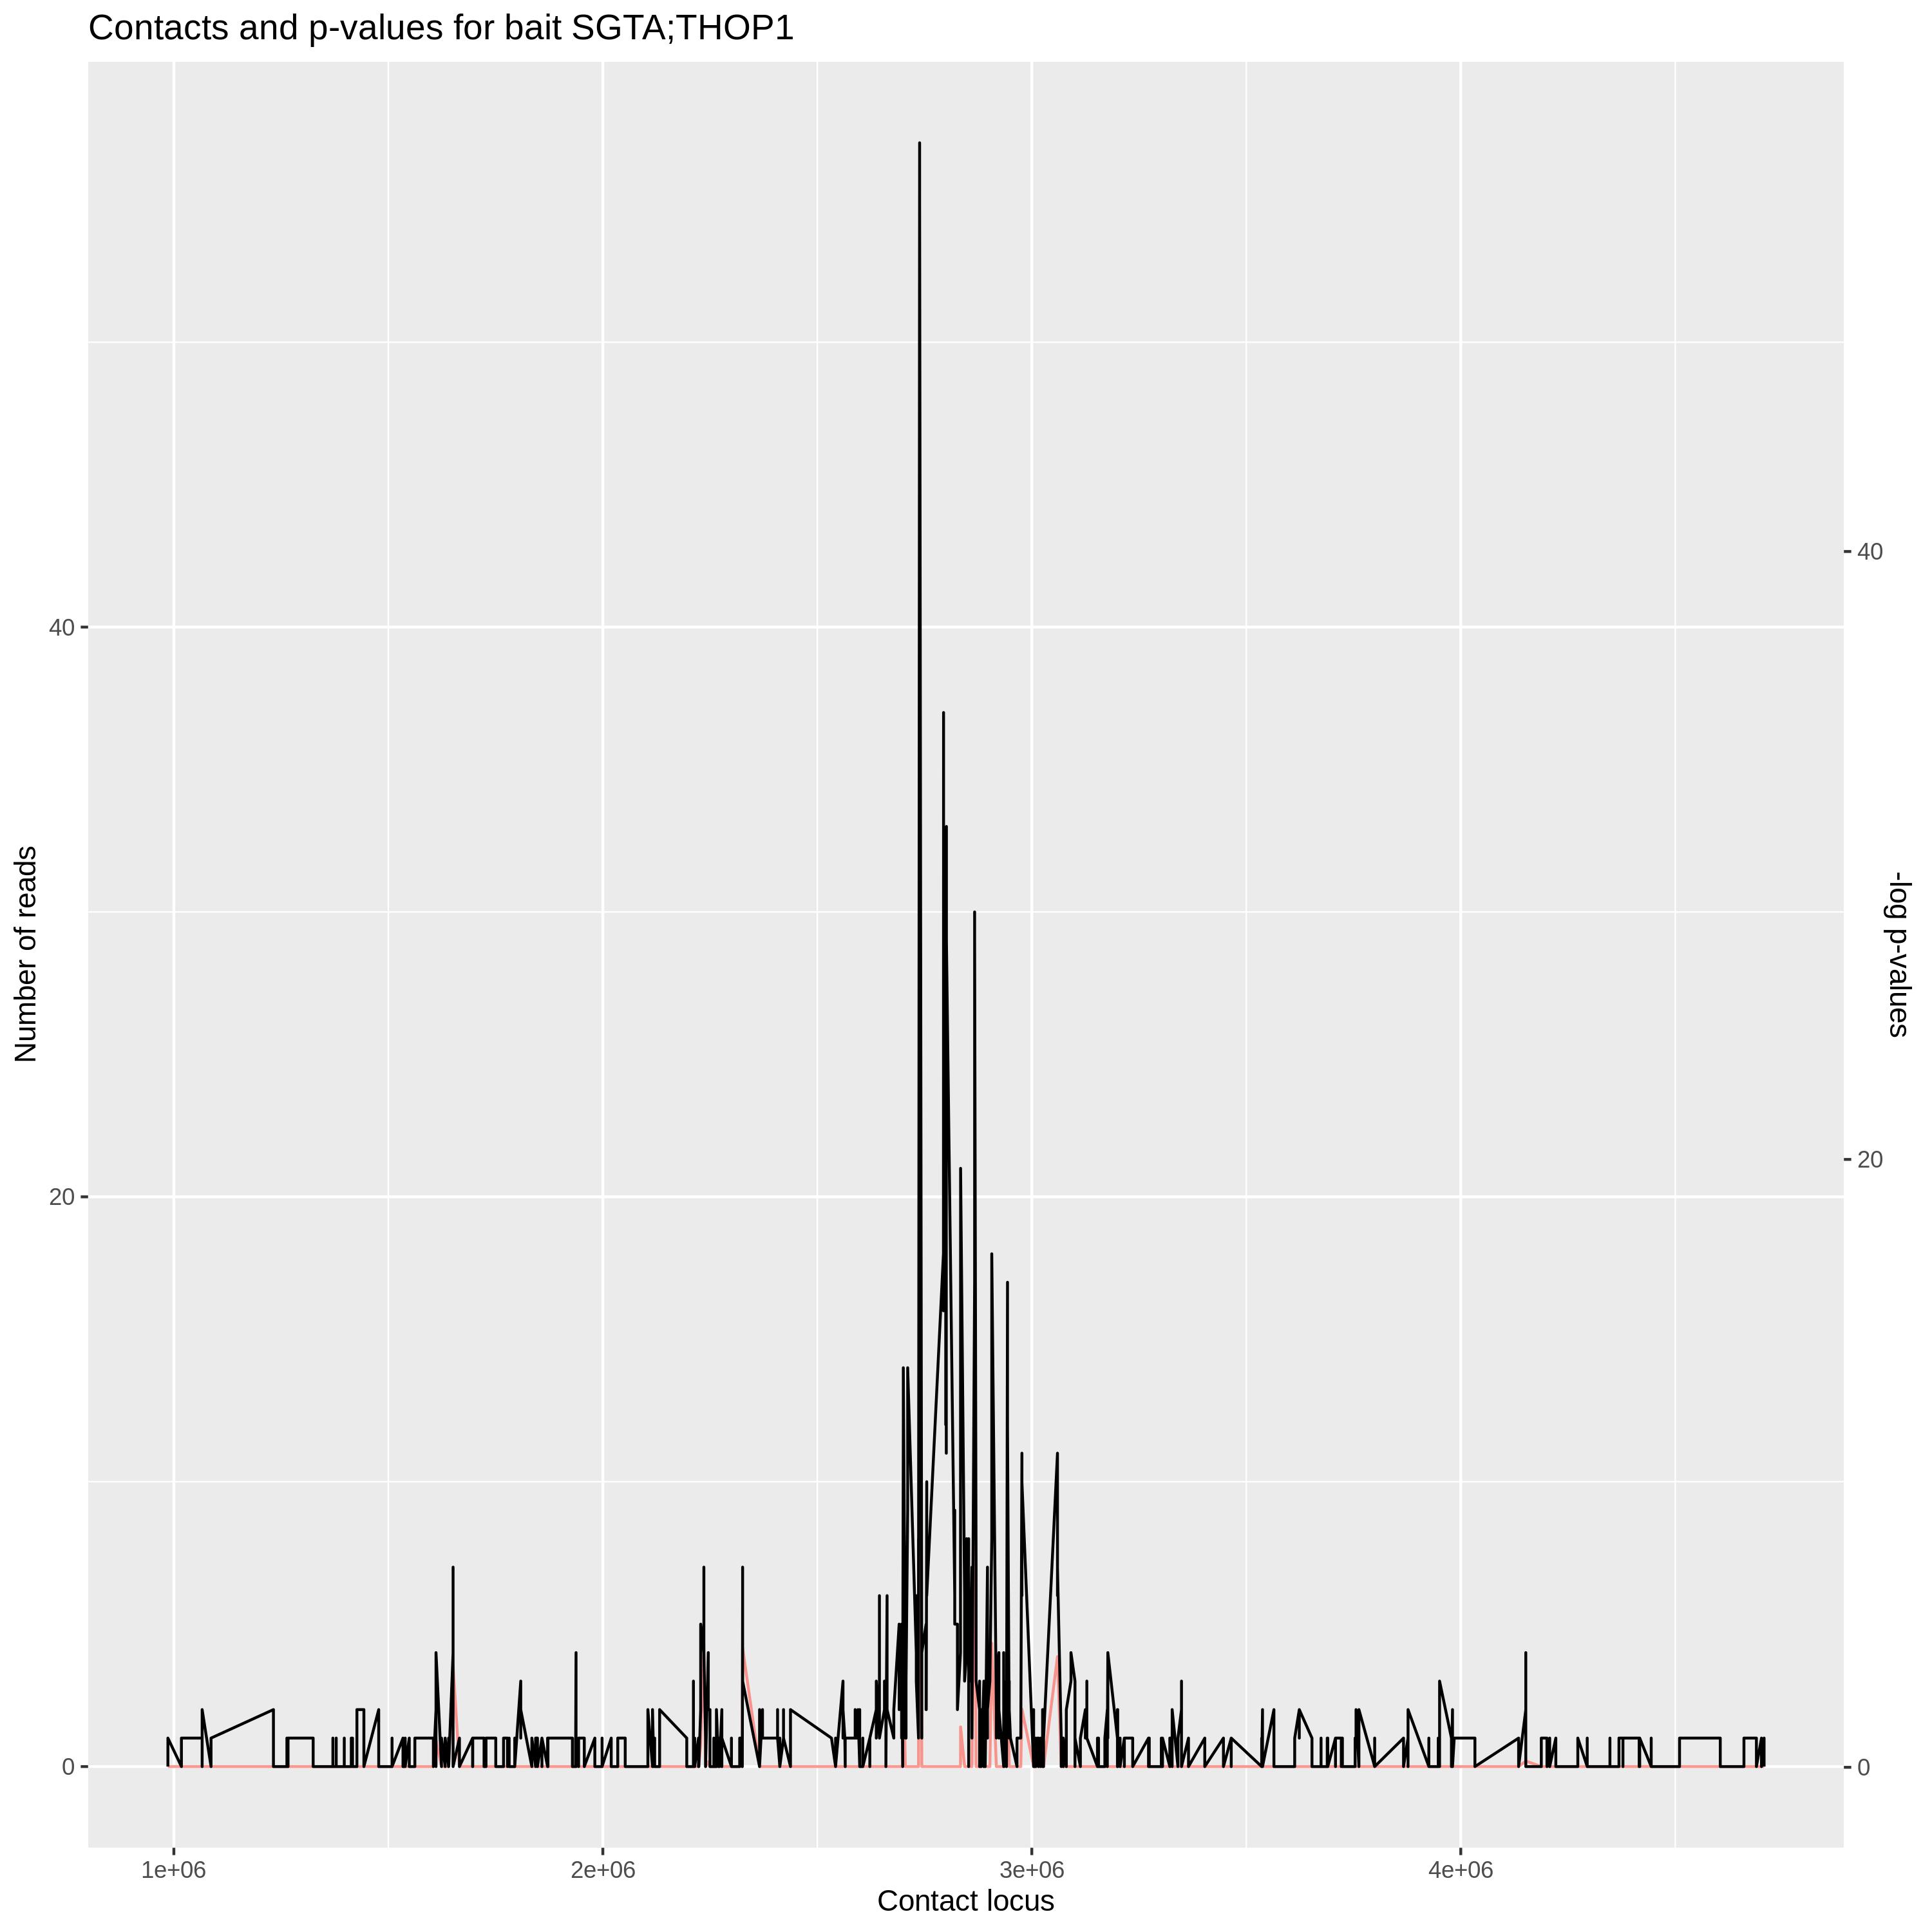 Contacts and p-values for bait SGTA;THOP1
Number of reads
40
20
0
40
20
0
-log p-values
1e+06
2e+06
3e+06
4e+06
Contact locus